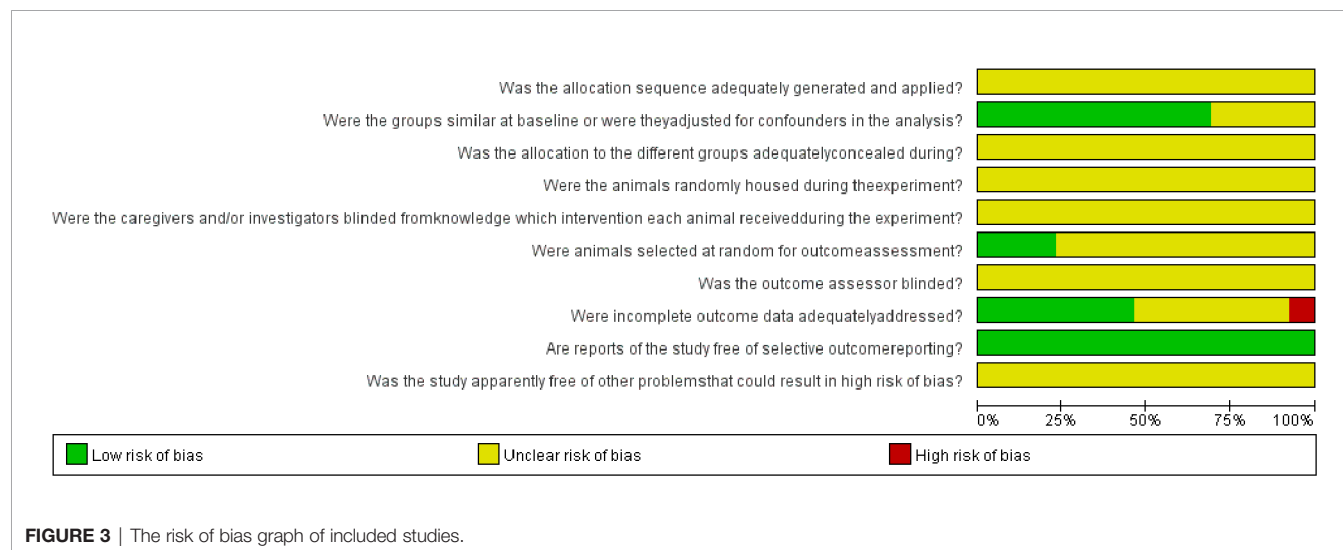 Was the allocation sequence adequately generated and applied?
Were the groups similar at baseline or were theyadjusted for confounders in the analysis?
Was the allocation to the different groups adequatelyconcealed during?
Were the animals randomly housed during theexperiment?
Were the caregivers and/or investigators blinded fromknowledge which intervention each animal receivedduring the experiment?
Were animals selected at random for outcomeassessment?
Was the outcome assessor blinded?
Were incomplete outcome data adequatelyaddressed?
Are reports of the study free of selective outcomereporting?
Was the study apparently free of other problemsthat could result in high risk of bias?
0% 25% 50% 75% 100%
Low risk of bias Unclear risk of bias High risk of bias
FIGURE 3 | The risk of bias graph of included studies.